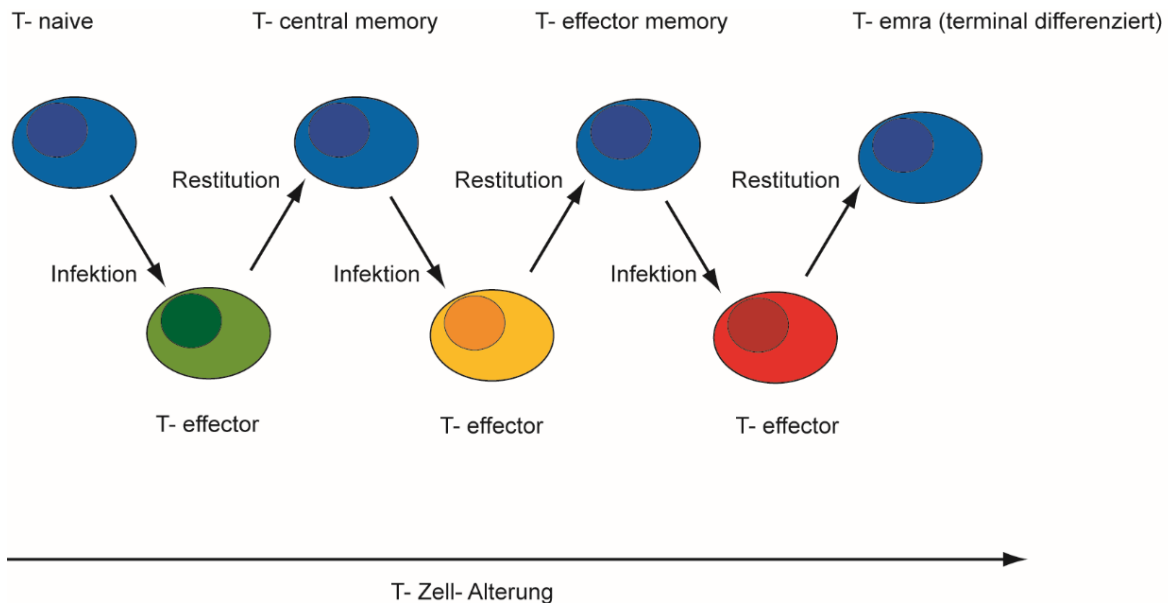 T- naive
T- central memory
T- effector memory
T- emra (terminal differenziert)
Restitution
Restitution
Restitution
Infektion
Infektion
Infektion
T- effector
T- effector
T- effector
T- Zell- Alterung